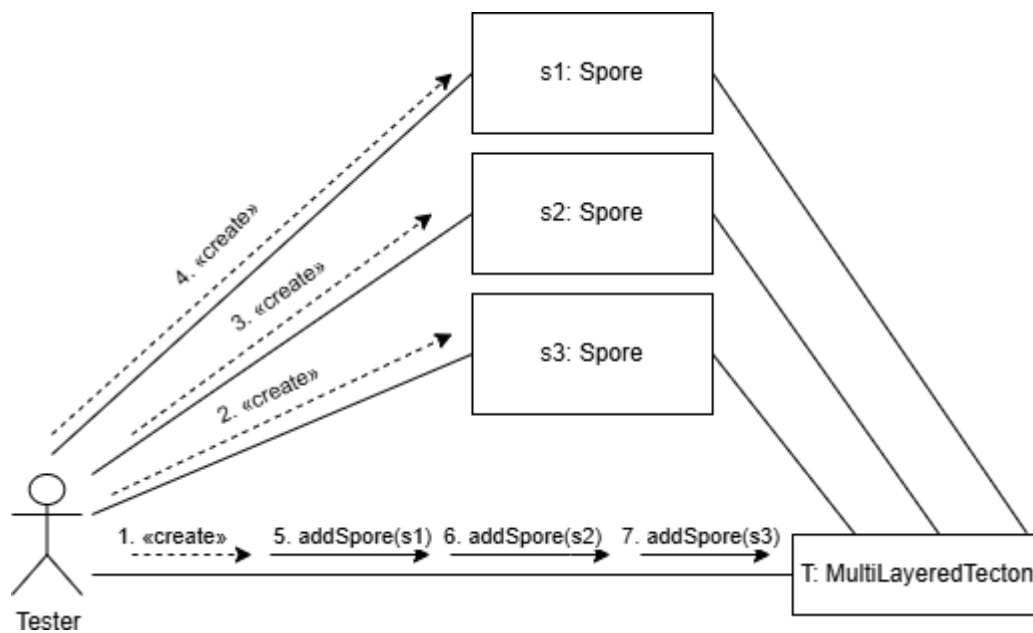 s1: Spore
4. «create»
s2: Spore
3. «create»
s3: Spore
2. «create»
1. «create» 5. addSpore(s1) 6. addSpore(s2) 7. addSpore(s3)
T: MultiLayeredTecton
Tester